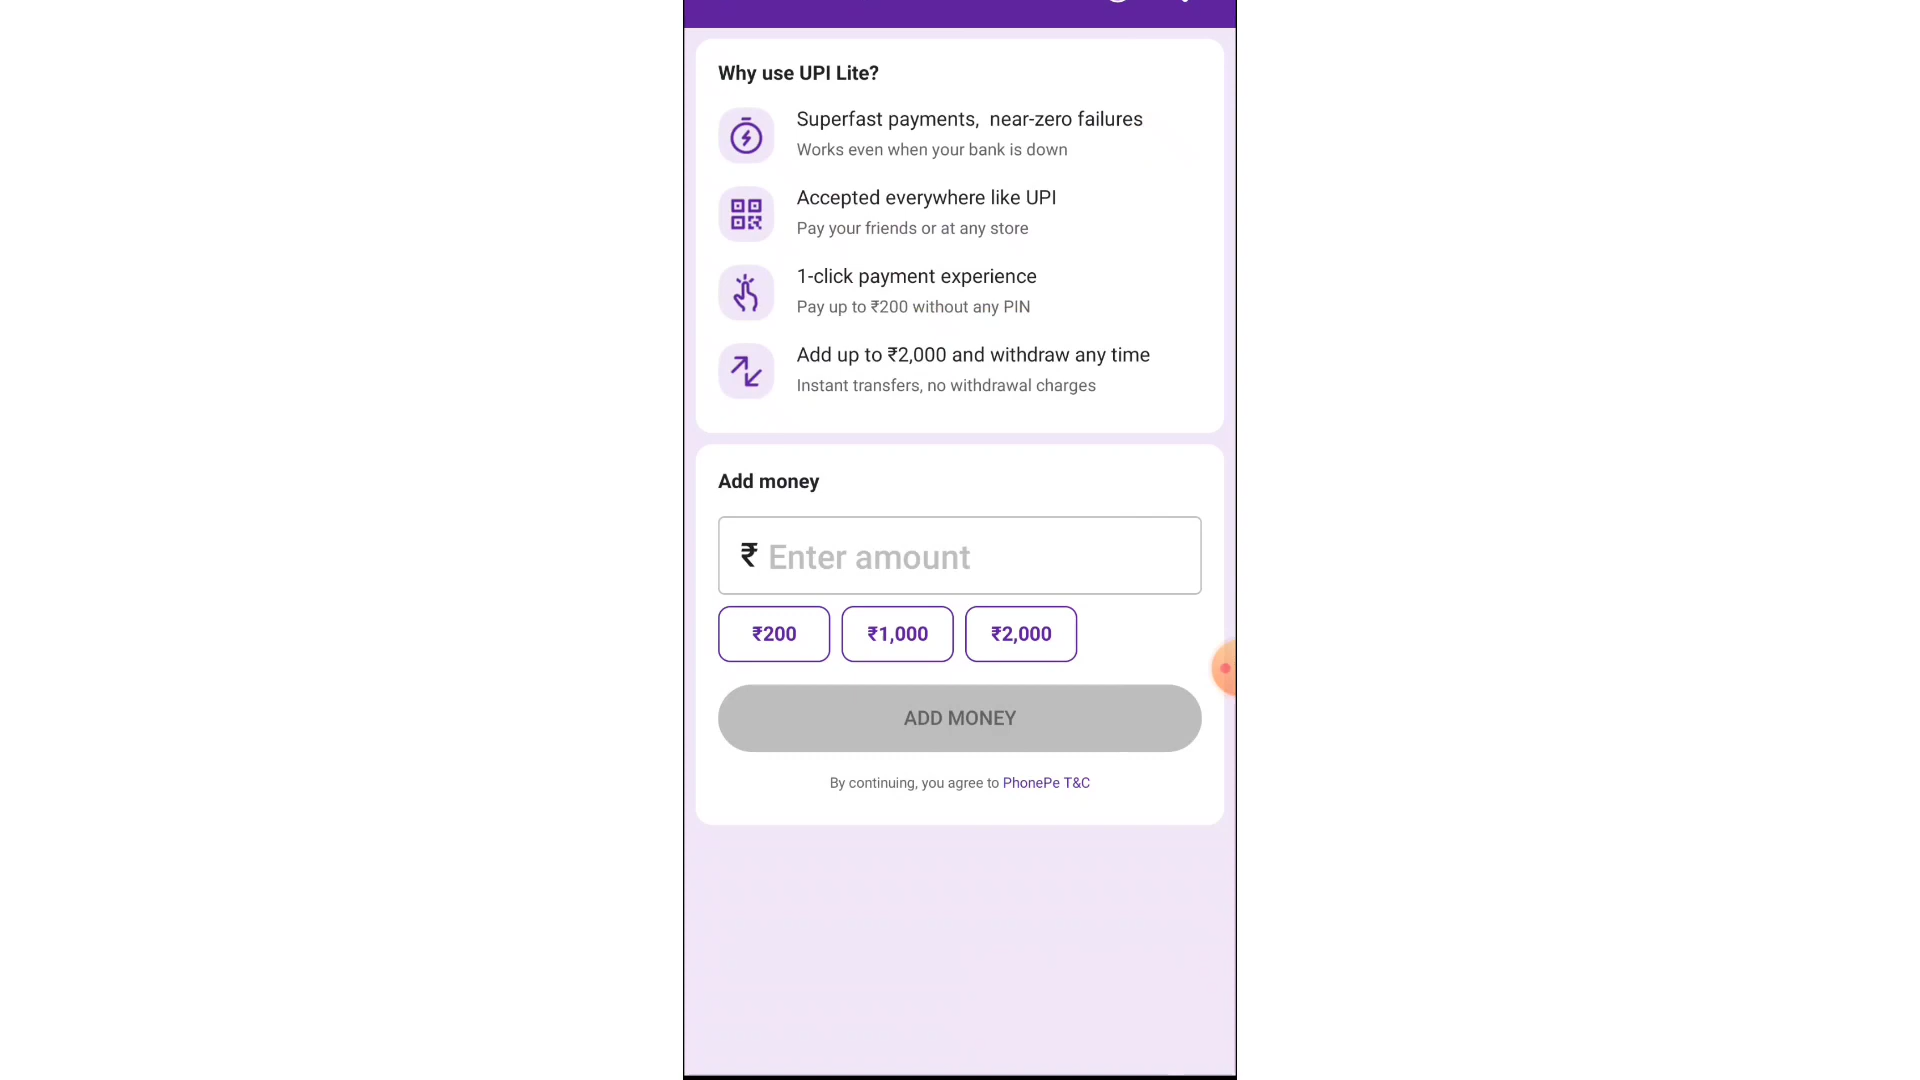 Why use UPI Lite?
Superfast payments,  near-zero failures
Works even when your bank is down
Accepted everywhere like UPI
Pay your friends or at any store
1-click payment experience
Pay up to ₹200 without any PIN
Add up to ₹2,000 and withdraw any time
Instant transfers, no withdrawal charges
Add money
₹ Enter amount
₹200 ₹1,000 ₹2,000
ADD MONEY
By continuing, you agree to PhonePe T&C